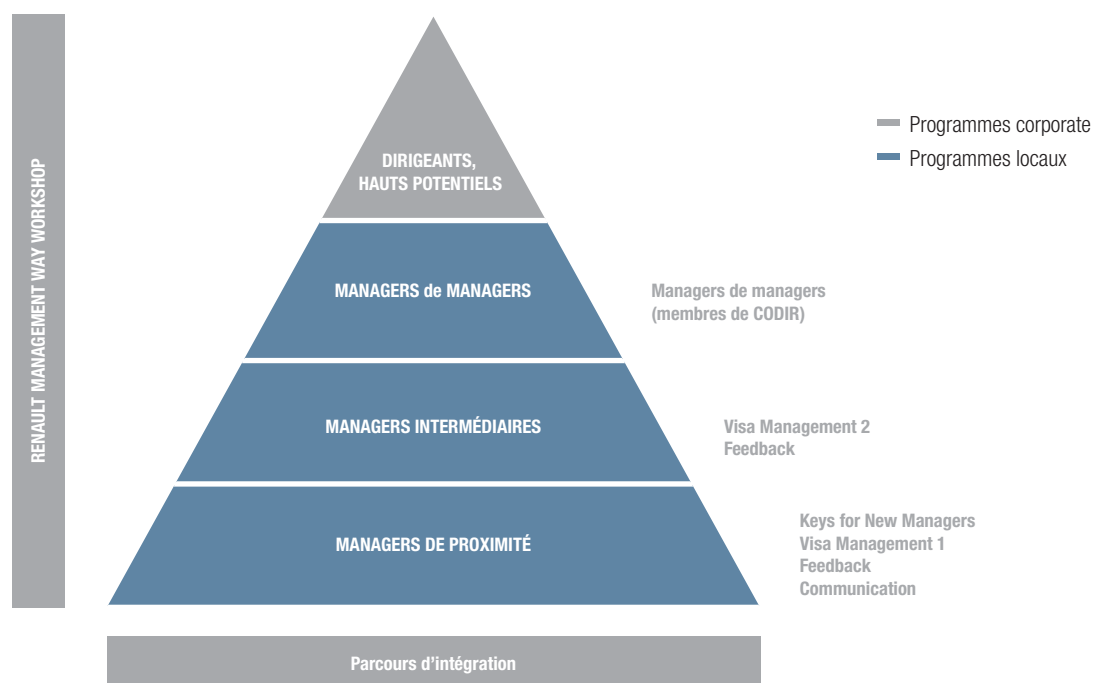 RENAULT MANAGEMENT WAY WORKSHOP
DIRIGEANTS,
HAUTS POTENTIELS
Programmes corporate
Programmes locaux
MANAGERS de MANAGERS
Managers de managers
(membres de CODIR)
MANAGERS INTERMÉDIAIRES
Visa Management 2
Feedback
MANAGERS DE PROXIMITÉ
Keys for New Managers
Visa Management 1
Feedback
Communication
Parcours d’intégration